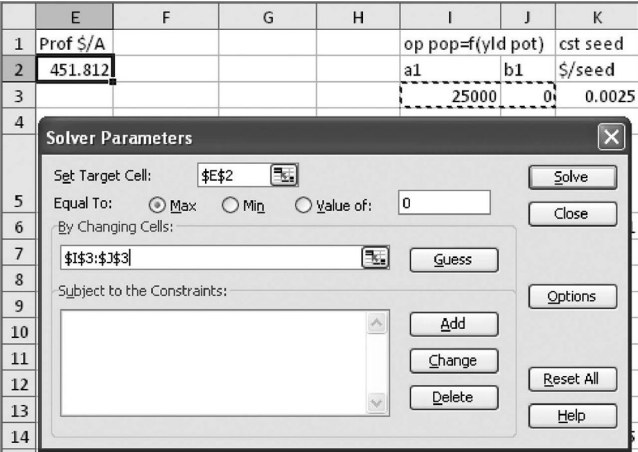 E F G H I J K
1 Prof $/A op pop=f(yld pot) cst seed
2 451.812 a1 b1 $/seed
3 25000 0 0.0025
4
Solver Parameters
Set Target Cell: $E$2 Solve
5 Equal To: Max Min Value of: 0 Close
6 By Changing Cells:
7 $I$3:$J$3 Guess
8 Subject to the Constraints: Options
9
10 Add
11 Change
12 Reset All
Delete
13 Help
14